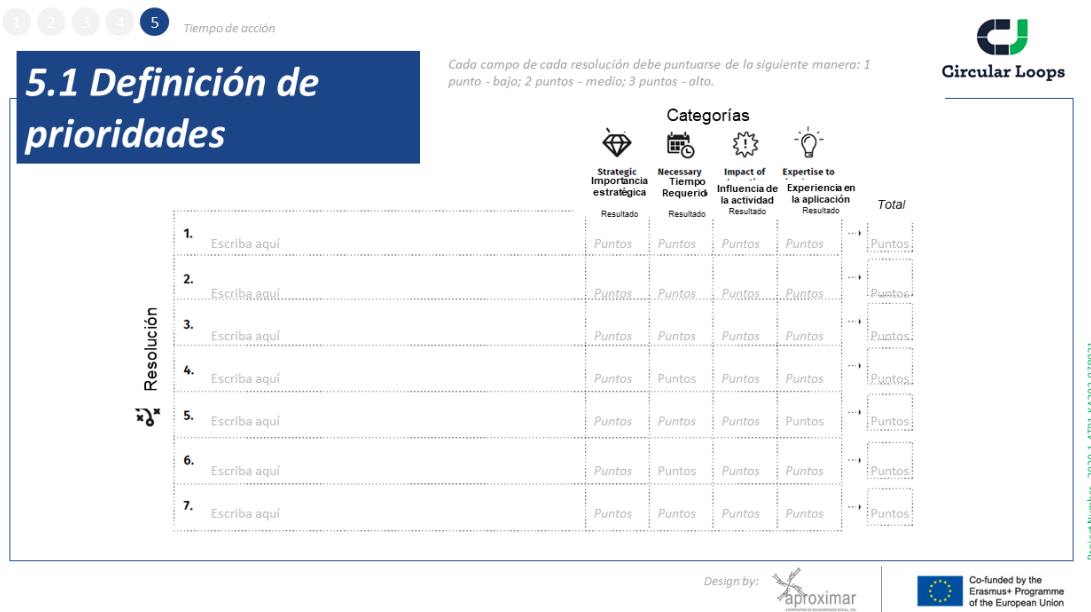 1 2 3 4 5 Tiempo de acción
5.1 Definición de
prioridades
Cada campo de cada resolución debe puntuarse de la siguiente manera: 1
punto - bajo; 2 puntos - medio; 3 puntos - alto.
Circular Loops
Categorías
Strategic Necessary Impact of Expertise to
Importancia
estratégica
Tiempo
Requerid
Influencia de
la actividad
Experiencia en
la aplicación
Total
Resultado Resultado Resultado Resultado
Resolución
1. Escriba aquí Puntos Puntos Puntos Puntos Puntos
2. Escriba aquí Puntos Puntos Puntos Puntos Puntos
3. Escriba aquí Puntos Puntos Puntos Puntos Puntos
4. Escriba aquí Puntos Puntos Puntos Puntos Puntos
5. Escriba aquí Puntos Puntos Puntos Puntos Puntos
6. Escriba aquí Puntos Puntos Puntos Puntos Puntos
7. Escriba aquí Puntos Puntos Puntos Puntos Puntos
Design by:
aproximar
Co-funded by the
Erasmus+ Programme
of the European Union